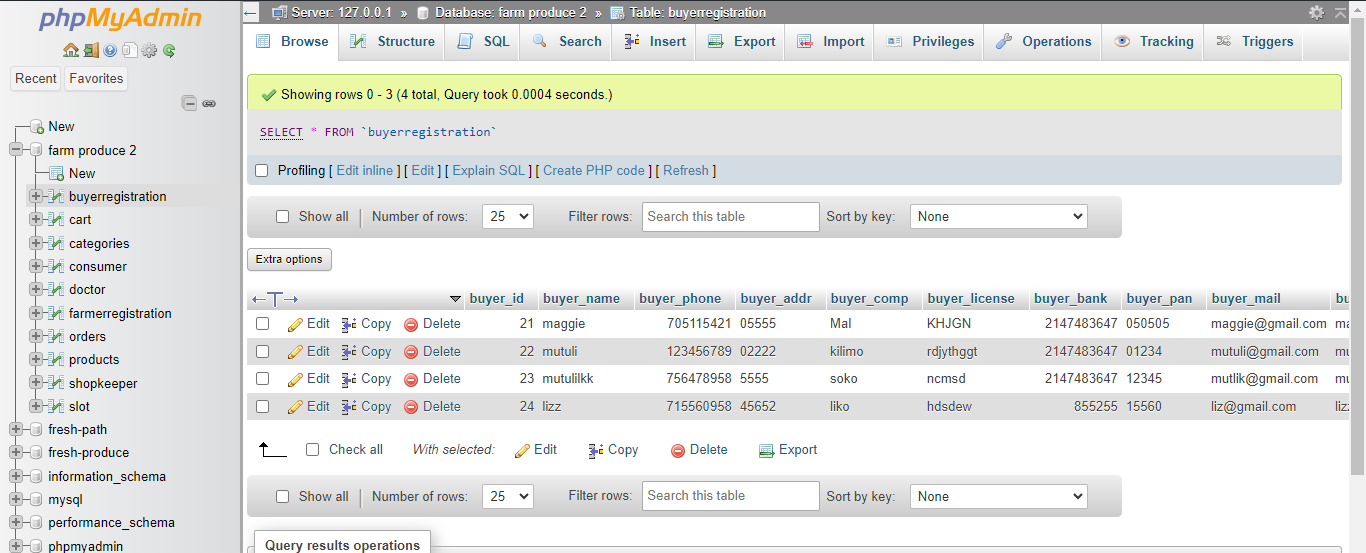 phpMyAdmin
Recent Favorites
New
farm produce 2
New
buyerregistration
cart
categories
consumer
doctor
farmerregistration
orders
products
shopkeeper
slot
fresh-path
fresh-produce
information_schema
mysql
performance_schema
phpmyadmin
Server: 127.0.0.1 » Database: farm produce 2 » Table: buyerregistration
Browse Structure SQL Search Insert Export Import Privileges Operations Tracking Triggers
Showing rows 0 - 3 (4 total, Query took 0.0004 seconds.)
SELECT * FROM `buyerregistration`
Profiling [ Edit inline ] [ Edit ] [ Explain SQL ] [ Create PHP code ] [ Refresh ]
Show all Number of rows: 25 Filter rows: Search this table Sort by key: None
Extra options
buyer_id buyer_name buyer_phone buyer_addr buyer_comp buyer_license buyer_bank buyer_pan buyer_mail bu
Edit Copy Delete 21 maggie 705115421 05555 Mal KHJGN 2147483647 050505 maggie@gmail.com ma
Edit Copy Delete 22 mutuli 123456789 02222 kilimo rdjythggt 2147483647 01234 mutuli@gmail.com mu
Edit Copy Delete 23 mutulilkk 756478958 5555 soko ncmsd 2147483647 12345 mutlik@gmail.com mu
Edit Copy Delete 24 lizz 715560958 45652 liko hdsdew 855255 15560 liz@gmail.com liz
Check all With selected: Edit Copy Delete Export
Show all Number of rows: 25 Filter rows: Search this table Sort by key: None
Query results operations